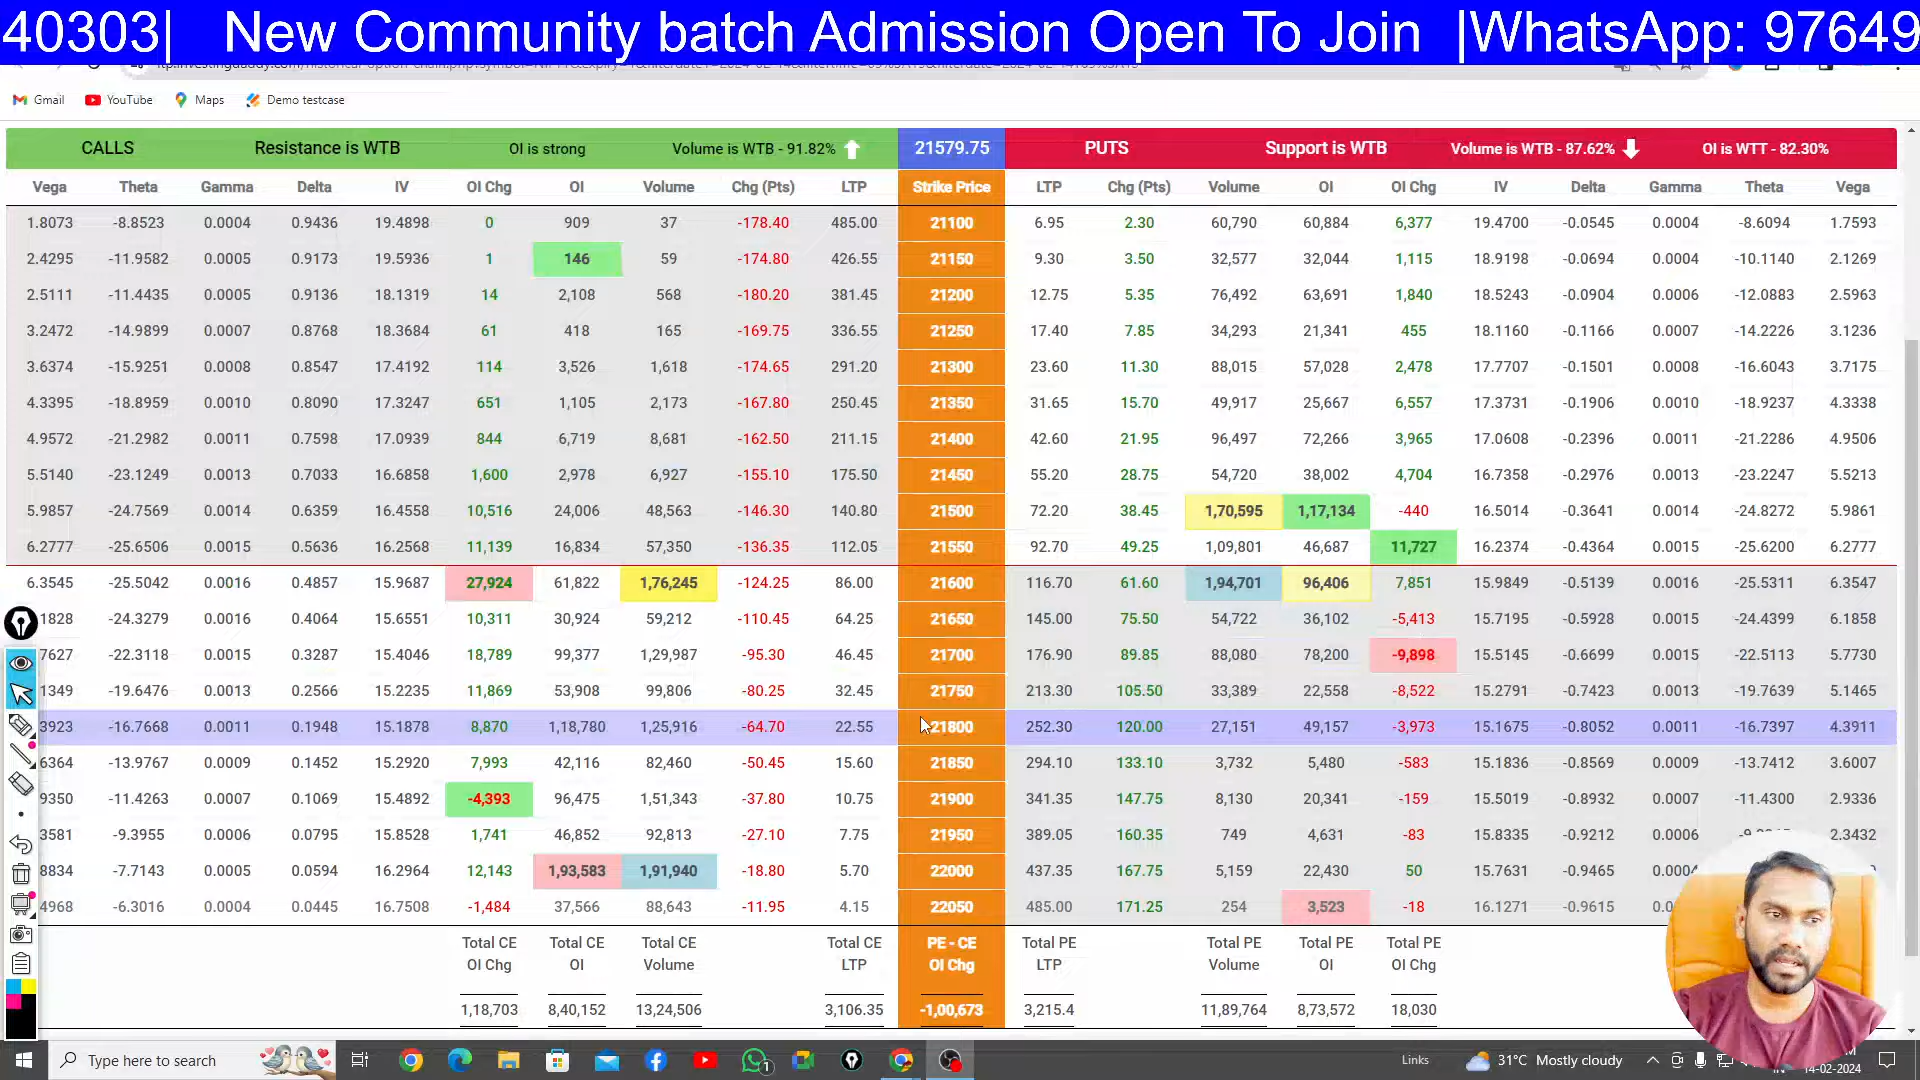 40303| New Community batch Admission Open To Join |WhatsApp: 97649
Gmail YouTube Maps Demo testcase
CALLS Resistance is WTB OI is strong Volume is WTB - 91.82% 21579.75 PUTS Support is WTB Volume is WTB - 87.62% OI is WTT - 82.30%
Vega Theta Gamma Delta IV OI Chg OI Volume Chg (Pts) LTP Strike Price LTP Chg (Pts) Volume OI OI Chg IV Delta Gamma Theta Vega
1.8073 -8.8523 0.0004 0.9436 19.4898 0 909 37 -178.40 485.00 21100 6.95 2.30 60,790 60,884 6,377 19.4700 -0.0545 0.0004 -8.6094 1.7593
2.4295 -11.9582 0.0005 0.9173 19.5936 1 146 59 -174.80 426.55 21150 9.30 3.50 32,577 32,044 1,115 18.9198 -0.0694 0.0004 -10.1140 2.1269
2.5111 -11.4435 0.0005 0.9136 18.1319 14 2,108 568 -180.20 381.45 21200 12.75 5.35 76,492 63,691 1,840 18.5243 -0.0904 0.0006 -12.0883 2.5963
3.2472 -14.9899 0.0007 0.8768 18.3684 61 418 165 -169.75 336.55 21250 17.40 7.85 34,293 21,341 455 18.1160 -0.1166 0.0007 -14.2226 3.1236
3.6374 -15.9251 0.0008 0.8547 17.4192 114 3,526 1,618 -174.65 291.20 21300 23.60 11.30 88,015 57,028 2,478 17.7707 -0.1501 0.0008 -16.6043 3.7175
4.3395 -18.8959 0.0010 0.8090 17.3247 651 1,105 2,173 -167.80 250.45 21350 31.65 15.70 49,917 25,667 6,557 17.3731 -0.1906 0.0010 -18.9237 4.3338
4.9572 -21.2982 0.0011 0.7598 17.0939 844 6,719 8,681 -162.50 211.15 21400 42.60 21.95 96,497 72,266 3,965 17.0608 -0.2396 0.0011 -21.2286 4.9506
5.5140 -23.1249 0.0013 0.7033 16.6858 1,600 2,978 6,927 -155.10 175.50 21450 55.20 28.75 54,720 38,002 4,704 16.7358 -0.2976 0.0013 -23.2247 5.5213
5.9857 -24.7569 0.0014 0.6359 16.4558 10,516 24,006 48,563 -146.30 140.80 21500 72.20 38.45 1,70,595 1,17,134 -440 16.5014 -0.3641 0.0014 -24.8272 5.9861
6.2777 -25.6506 0.0015 0.5636 16.2568 11,139 16,834 57,350 -136.35 112.05 21550 92.70 49.25 1,09,801 46,687 11,727 16.2374 -0.4364 0.0015 -25.6200 6.2777
6.3545 -25.5042 0.0016 0.4857 15.9687 27,924 61,822 1,76,245 -124.25 86.00 21600 116.70 61.60 1,94,701 96,406 7,851 15.9849 -0.5139 0.0016 -25.5311 6.3547
1828 -24.3279 0.0016 0.4064 15.6551 10,311 30,924 59,212 -110.45 64.25 21650 145.00 75.50 54,722 36,102 -5,413 15.7195 -0.5928 0.0016 -24.4399 6.1858
7627 -22.3118 0.0015 0.3287 15.4046 18,789 99,377 1,29,987 -95.30 46.45 21700 176.90 89.85 88,080 78,200 -9,898 15.5145 -0.6699 0.0015 -22.5113 5.7730
1349 -19.6476 0.0013 0.2566 15.2235 11,869 53,908 99,806 -80.25 32.45 21750 213.30 105.50 33,389 22,558 -8,522 15.2791 -0.7423 0.0013 -19.7639 5.1465
3923 -16.7668 0.0011 0.1948 15.1878 8,870 1,18,780 1,25,916 -64.70 22.55 21800 252.30 120.00 27,151 49,157 -3,973 15.1675 -0.8052 0.0011 -16.7397 4.3911
6364 -13.9767 0.0009 0.1452 15.2920 7,993 42,116 82,460 -50.45 15.60 21850 294.10 133.10 3,732 5,480 -583 15.1836 -0.8569 0.0009 -13.7412 3.6007
9350 -11.4263 0.0007 0.1069 15.4892 -4,393 96,475 1,51,343 -37.80 10.75 21900 341.35 147.75 8,130 20,341 -159 15.5019 -0.8932 0.0007 -11.4300 2.9336
3581 -9.3955 0.0006 0.0795 15.8528 1,741 46,852 92,813 -27.10 7.75 21950 389.05 160.35 749 4,631 -83 15.8335 -0.9212 0.0006 2.3432
8834 -7.7143 0.0005 0.0594 16.2964 12,143 1,93,583 1,91,940 -18.80 5.70 22000 437.35 167.75 5,159 22,430 50 15.7631 -0.9465 0.0004
4968 -6.3016 0.0004 0.0445 16.7508 -1,484 37,566 88,643 -11.95 4.15 22050 485.00 171.25 254 3,523 -18 16.1271 -0.9615 0.0
Total CE Total CE Total CE Total CE PE - CE Total PE Total PE Total PE Total PE
OI Chg OI Volume LTP OI Chg LTP Volume OI OI Chg
1,18,703 8,40,152 13,24,506 3,106.35 -1,00,673 3,215.4 11,89,764 8,73,572 18,030
Type here to search 1 Links 31°C Mostly cloudy
14-02-2024